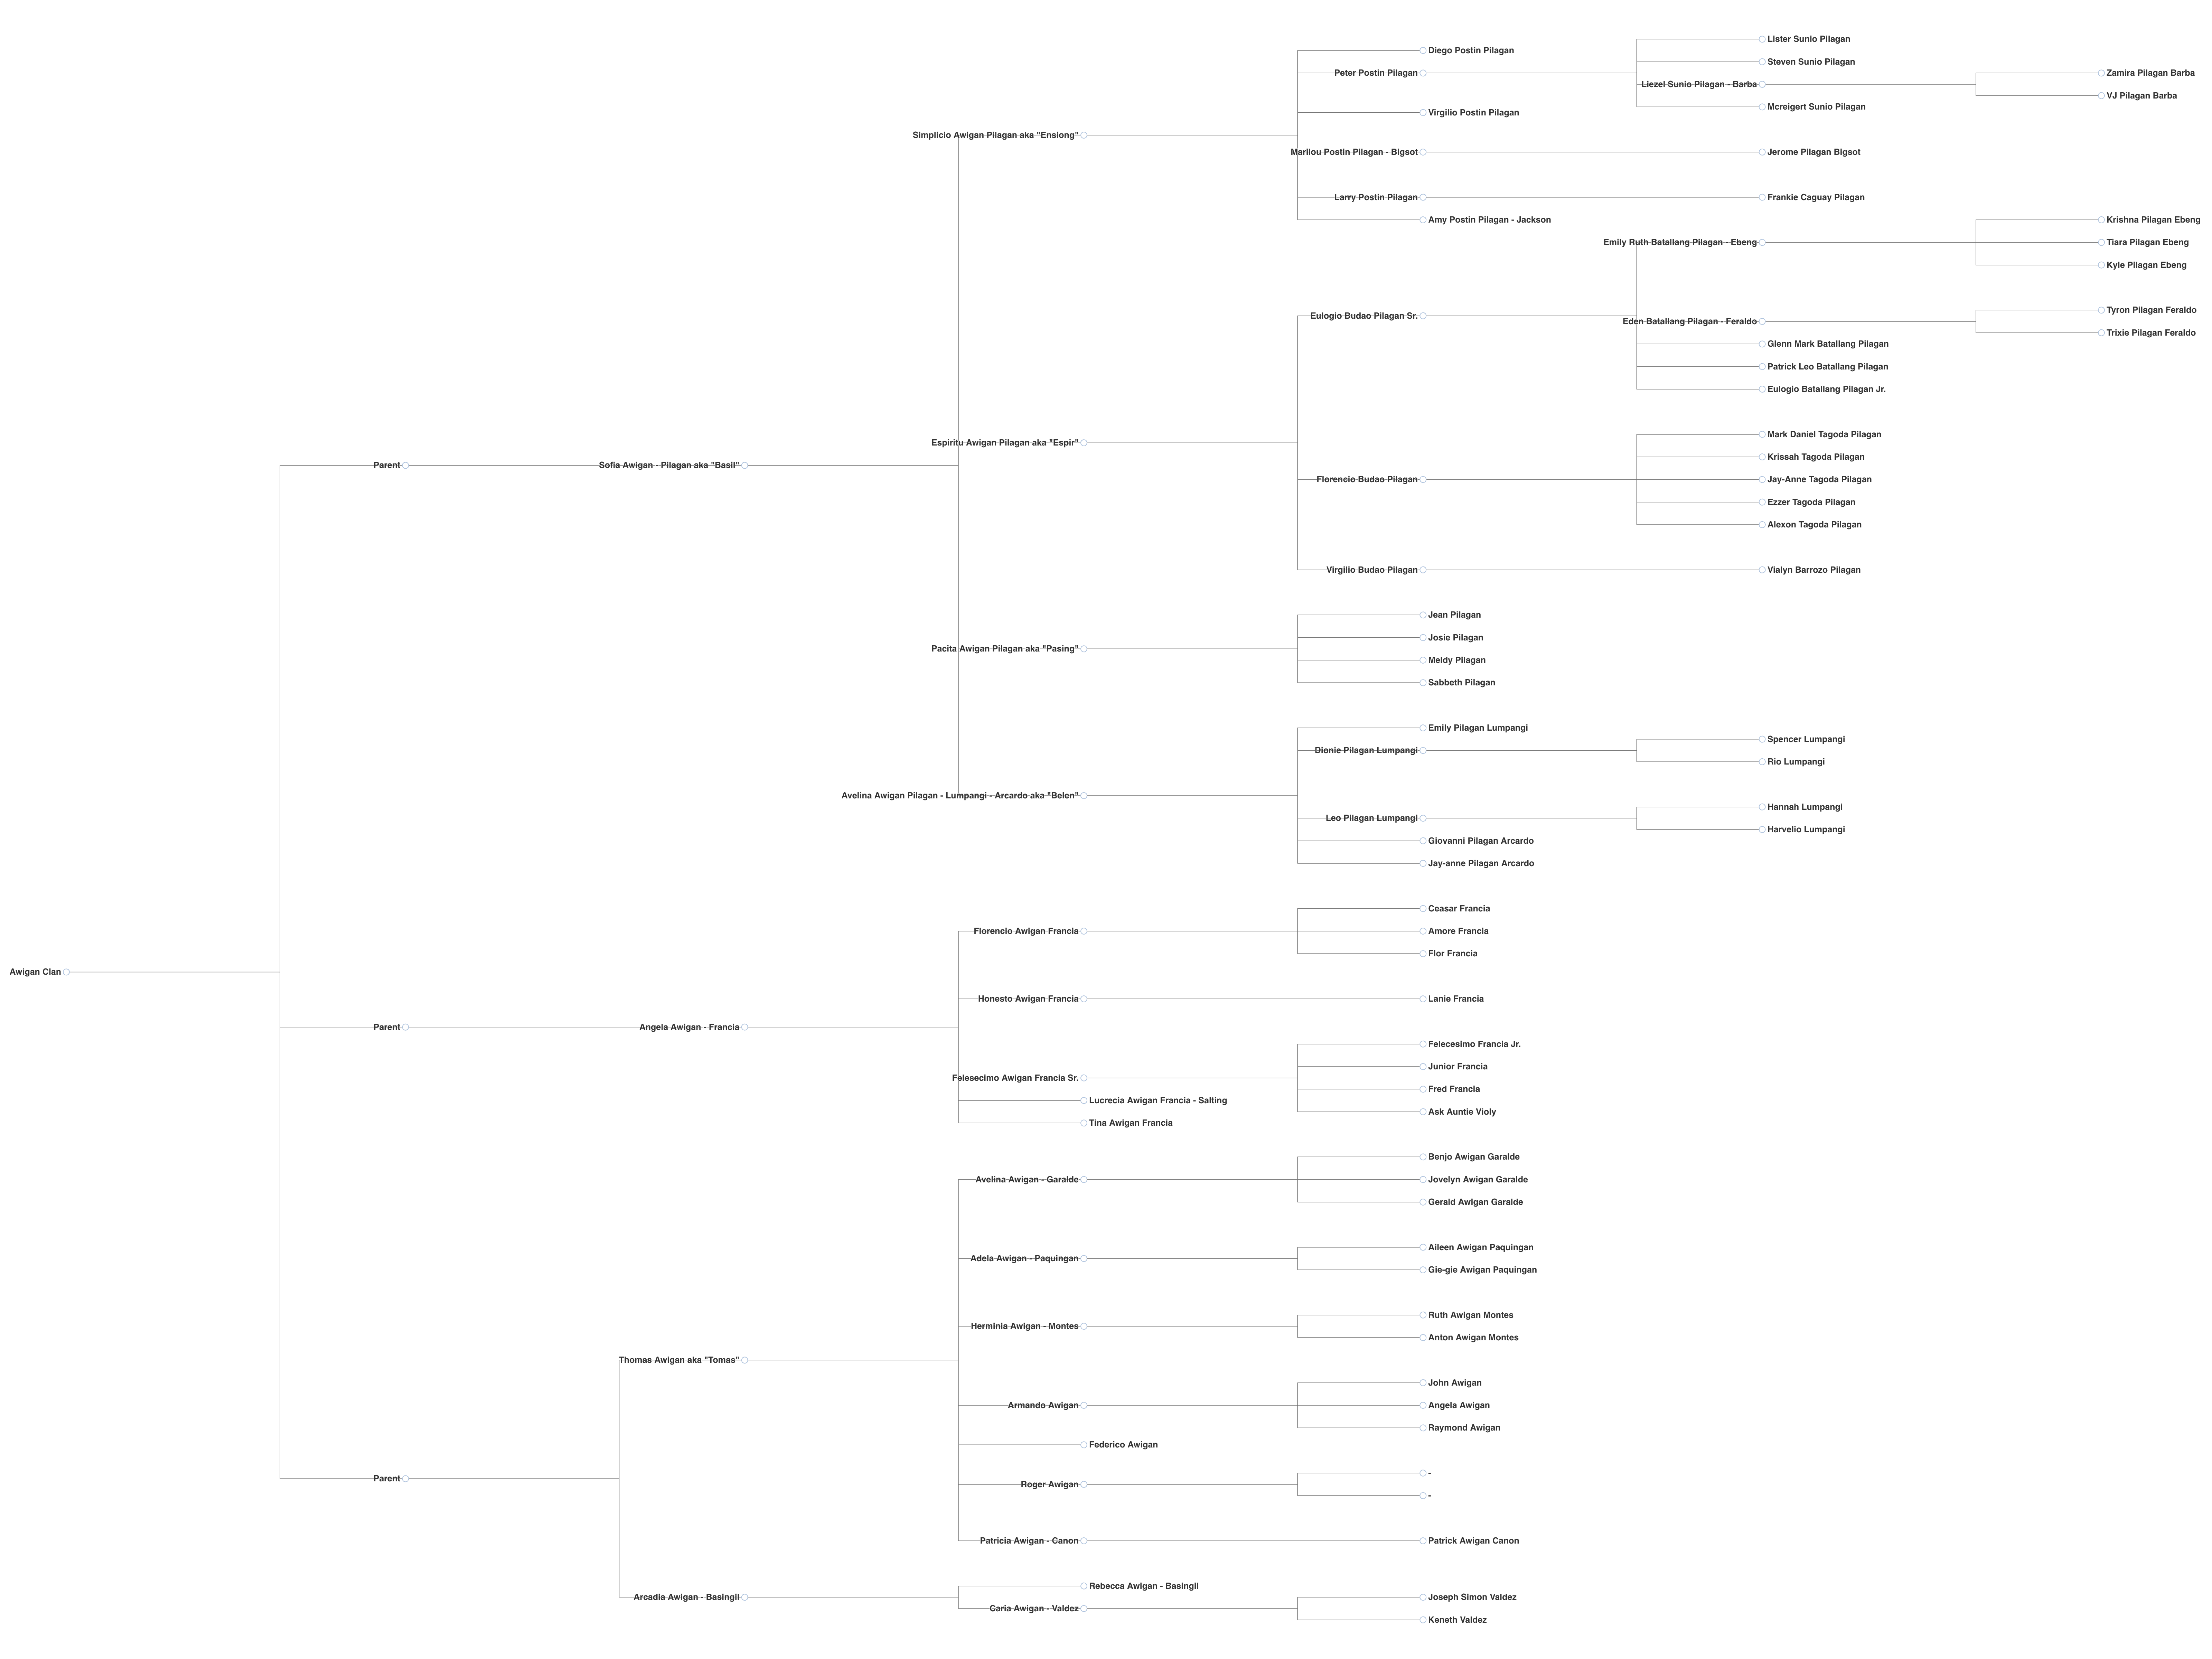 Awigan Clan
Parent
Sofia Awigan - Pilagan aka "Basil"
Simplicio Awigan Pilagan aka "Ensiong"
Diego Postin Pilagan
Peter Postin Pilagan
Lister Sunio Pilagan
Steven Sunio Pilagan
Liezel Sunio Pilagan - Barba
Zamira Pilagan Barba
VJ Pilagan Barba
Mcreigert Sunio Pilagan
Virgilio Postin Pilagan
Marilou Postin Pilagan - Bigsot
Jerome Pilagan Bigsot
Larry Postin Pilagan
Frankie Caguay Pilagan
Amy Postin Pilagan - Jackson
Espiritu Awigan Pilagan aka "Espir"
Eulogio Budao Pilagan Sr.
Emily Ruth Batallang Pilagan - Ebeng
Krishna Pilagan Ebeng
Tiara Pilagan Ebeng
Kyle Pilagan Ebeng
Eden Batallang Pilagan - Feraldo
Tyron Pilagan Feraldo
Trixie Pilagan Feraldo
Glenn Mark Batallang Pilagan
Patrick Leo Batallang Pilagan
Eulogio Batallang Pilagan Jr.
Florencio Budao Pilagan
Mark Daniel Tagoda Pilagan
Krissah Tagoda Pilagan
Jay-Anne Tagoda Pilagan
Ezzer Tagoda Pilagan
Alexon Tagoda Pilagan
Virgilio Budao Pilagan
Vialyn Barrozo Pilagan
Pacita Awigan Pilagan aka "Pasing"
Jean Pilagan
Josie Pilagan
Meldy Pilagan
Sabbeth Pilagan
Avelina Awigan Pilagan - Lumpangi - Arcardo aka "Belen"
Emily Pilagan Lumpangi
Dionie Pilagan Lumpangi
Spencer Lumpangi
Rio Lumpangi
Leo Pilagan Lumpangi
Hannah Lumpangi
Harvelio Lumpangi
Giovanni Pilagan Arcardo
Jay-anne Pilagan Arcardo
Parent
Angela Awigan - Francia
Florencio Awigan Francia
Ceasar Francia
Amore Francia
Flor Francia
Honesto Awigan Francia
Lanie Francia
Felesecimo Awigan Francia Sr.
Felecesimo Francia Jr.
Junior Francia
Fred Francia
Ask Auntie Violy
Lucrecia Awigan Francia - Salting
Tina Awigan Francia
Parent
Thomas Awigan aka "Tomas"
Avelina Awigan - Garalde
Benjo Awigan Garalde
Jovelyn Awigan Garalde
Gerald Awigan Garalde
Adela Awigan - Paquingan
Aileen Awigan Paquingan
Gie-gie Awigan Paquingan
Herminia Awigan - Montes
Ruth Awigan Montes
Anton Awigan Montes
Armando Awigan
John Awigan
Angela Awigan
Raymond Awigan
Federico Awigan
Roger Awigan
-
-
Patricia Awigan - Canon
Patrick Awigan Canon
Arcadia Awigan - Basingil
Rebecca Awigan - Basingil
Caria Awigan - Valdez
Joseph Simon Valdez
Keneth Valdez